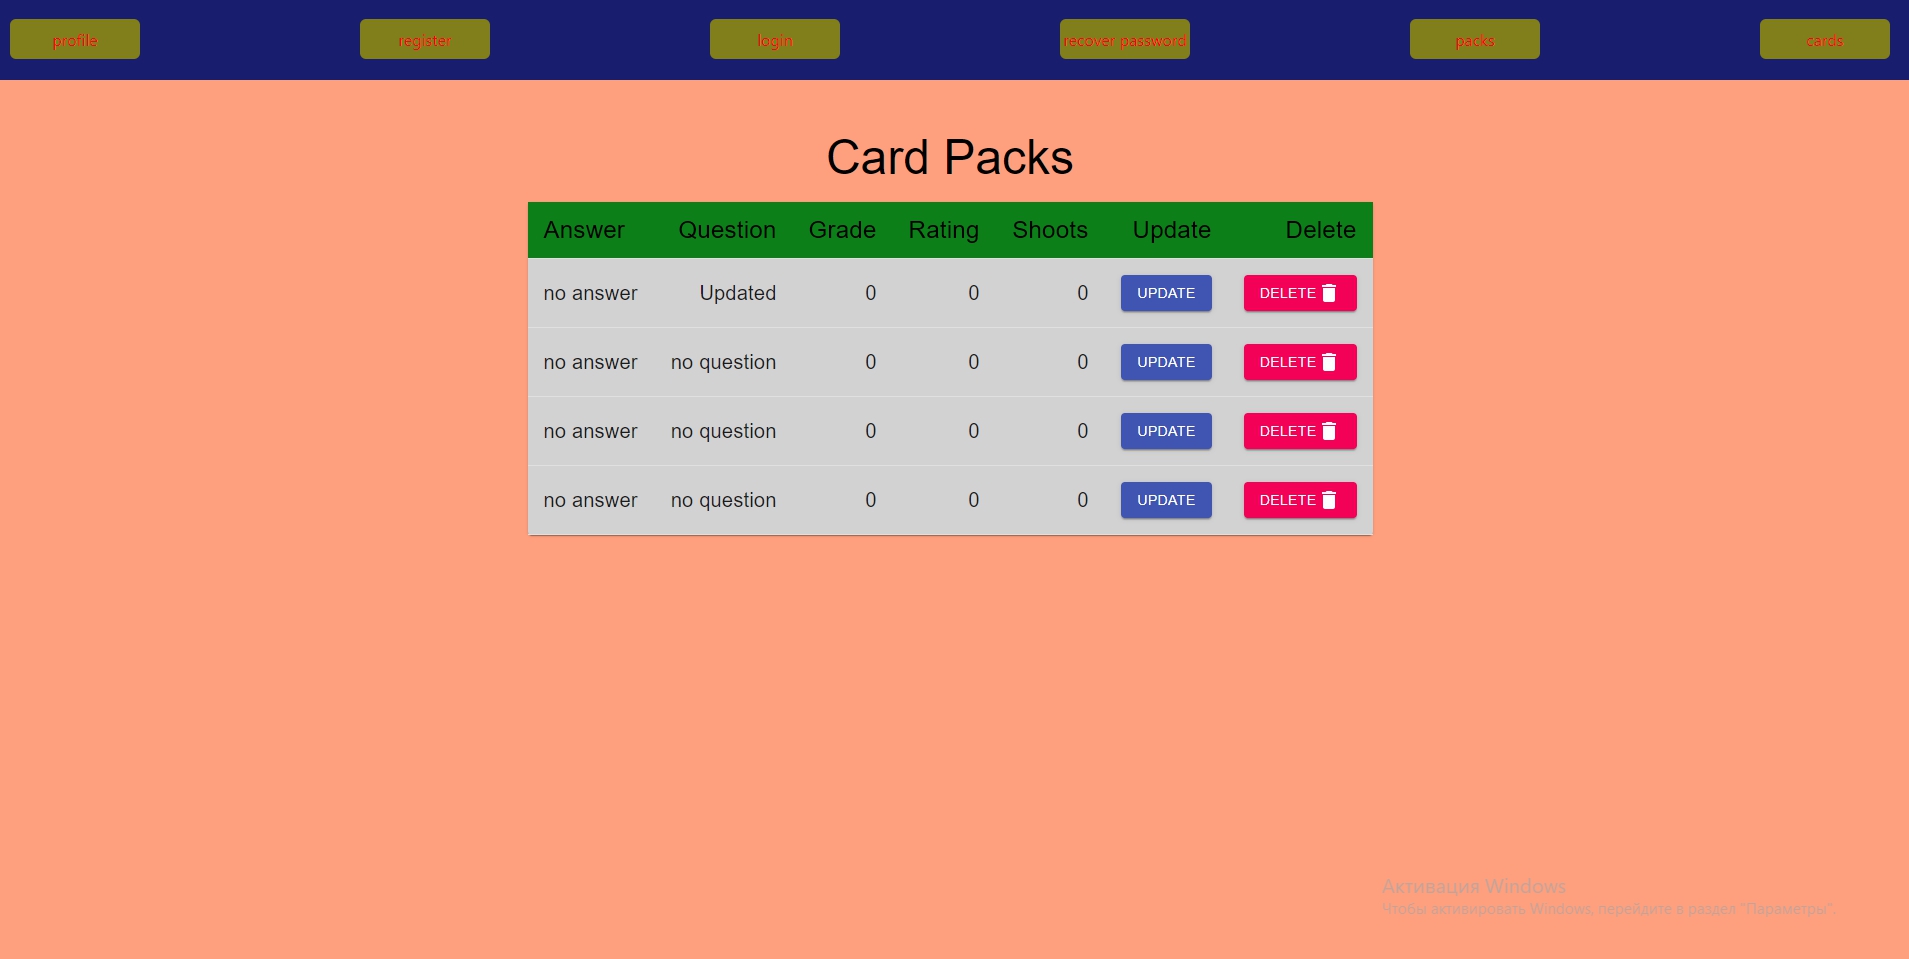 profile register login recover password packs cards
Card Packs
Answer Question Grade Rating Shoots Update Delete
no answer Updated 0 0 0 UPDATE DELETE
no answer no question 0 0 0 UPDATE DELETE
no answer no question 0 0 0 UPDATE DELETE
no answer no question 0 0 0 UPDATE DELETE
Активация Windows
Чтобы активировать Windows, перейдите в раздел "Параметры".